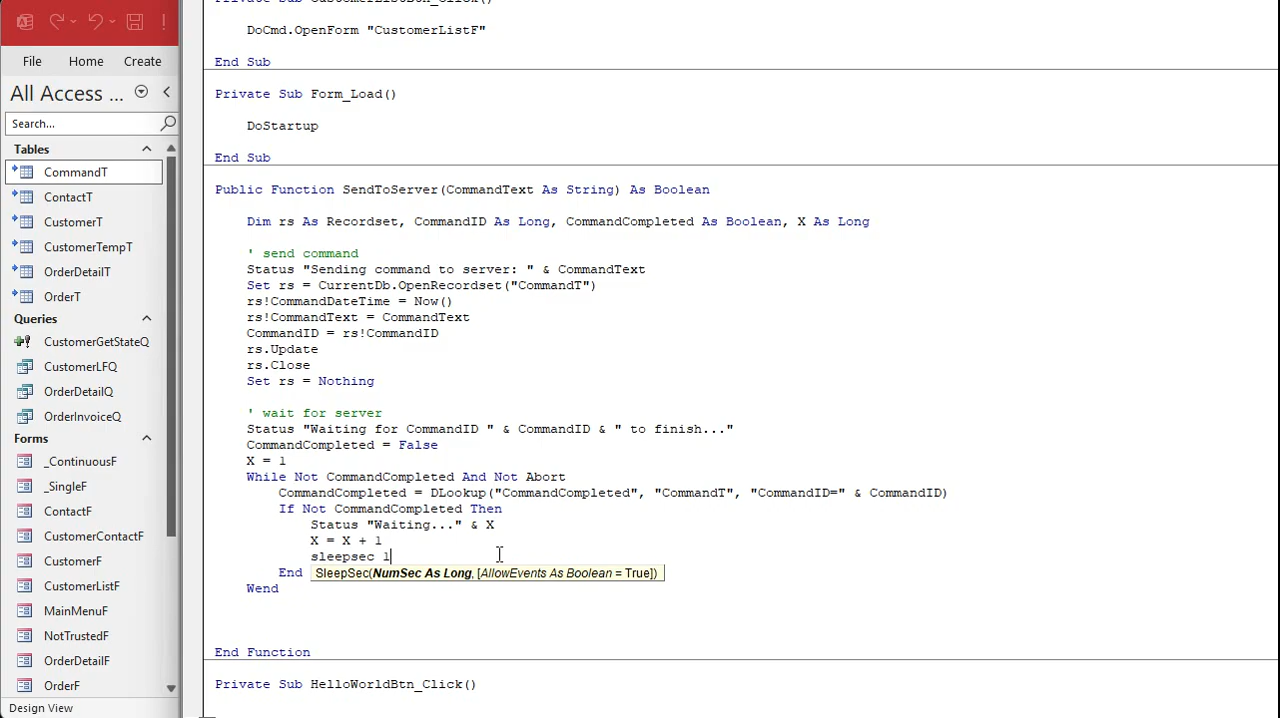 File Home Create
All Access ...
Search...
Tables
CommandT
ContactT
CustomerT
CustomerTempT
OrderDetailT
OrderT
Queries
CustomerGetStateQ
CustomerLFQ
OrderDetailQ
OrderInvoiceQ
Forms
_ContinuousF
_SingleF
ContactF
CustomerContactF
CustomerF
CustomerListF
MainMenuF
NotTrustedF
OrderDetailF
OrderF
Design View
DoCmd.OpenForm "CustomerListF"
End Sub
Private Sub Form_Load()
DoStartup
End Sub
Public Function SendToServer(CommandText As String) As Boolean
Dim rs As Recordset, CommandID As Long, CommandCompleted As Boolean, X As Long
' send command
Status "Sending command to server: " & CommandText
Set rs = CurrentDb.OpenRecordset("CommandT")
rs!CommandDateTime = Now()
rs!CommandText = CommandText
CommandID = rs!CommandID
rs.Update
rs.Close
Set rs = Nothing
' wait for server
Status "Waiting for CommandID " & CommandID & " to finish..."
CommandCompleted = False
X = 1
While Not CommandCompleted And Not Abort
CommandCompleted = DLookup("CommandCompleted", "CommandT", "CommandID=" & CommandID)
If Not CommandCompleted Then
Status "Waiting..." & X
X = X + 1
sleepsec 1
End SleepSec(NumSec As Long, [AllowEvents As Boolean = True])
Wend
End Function
Private Sub HelloWorldBtn_Click()